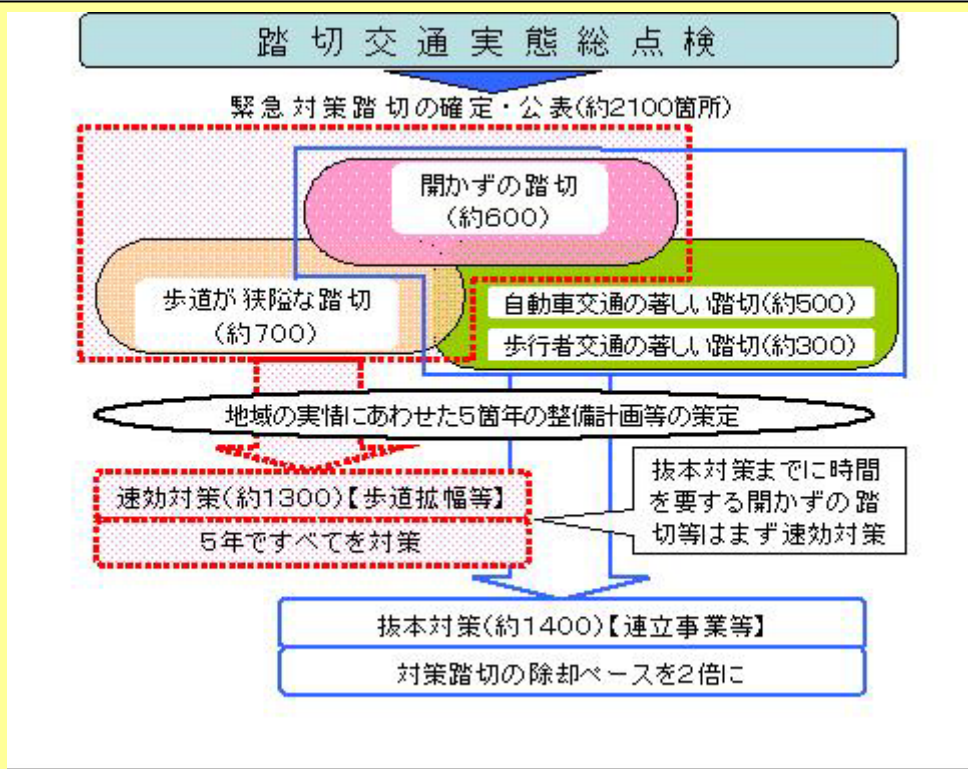 踏切交通実態総点検
緊急対策踏切の確定・公表(約2100箇所)
開かずの踏切
(約600)
歩道が狭隘な踏切
(約700)
自動車交通の著しい踏切(約500)
歩行者交通の著しい踏切(約300)
地域の実情にあわせた5箇年の整備計画等の策定
速効対策(約1300)【歩道拡幅等】
5年ですべてを対策
抜本対策までに時間
を要する開かずの踏
切等はまず速効対策
抜本対策(約1400)【連立事業等】
対策踏切の除却ペースを2倍に